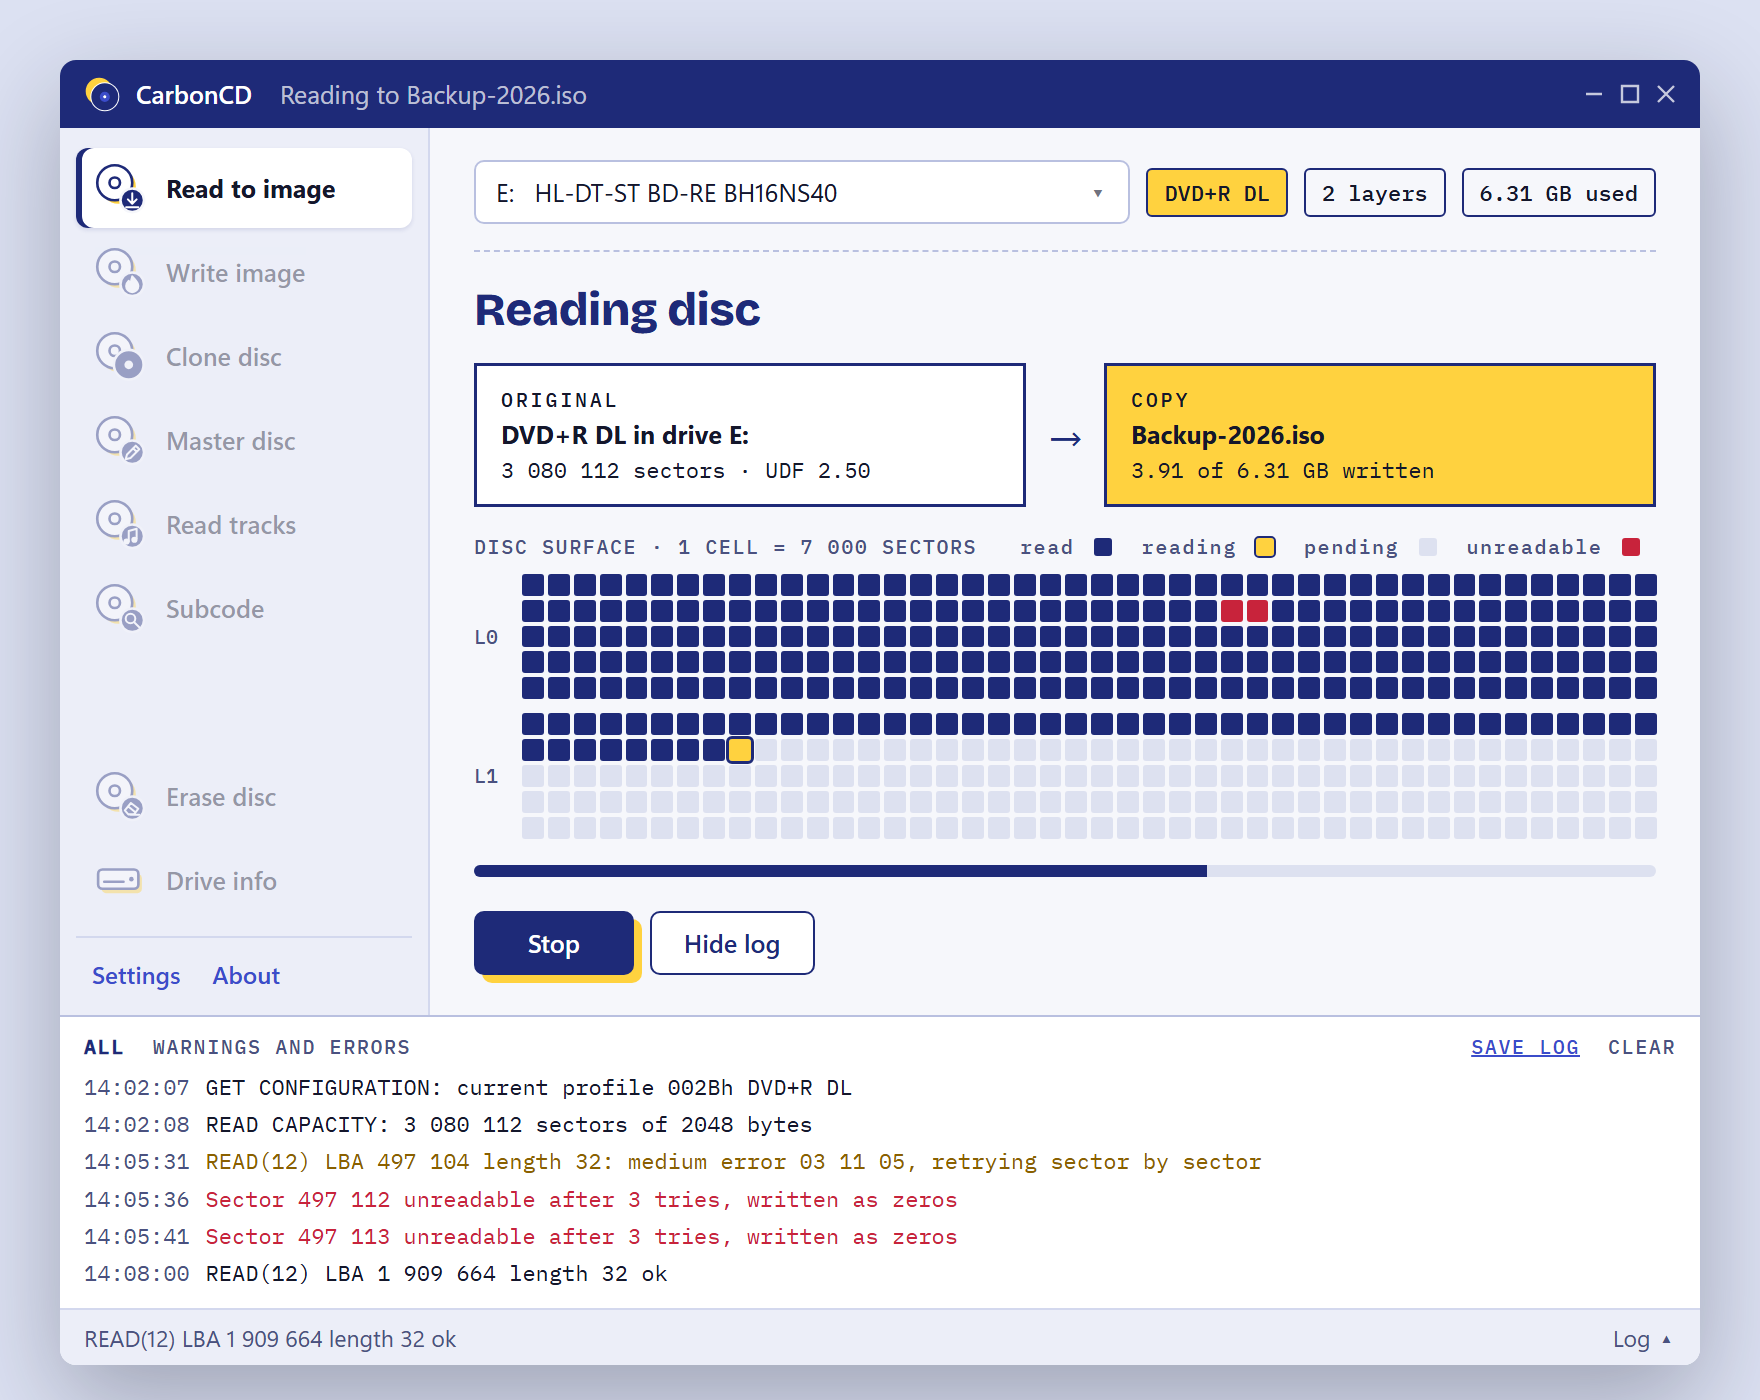 CarbonCD Reading to Backup-2026.iso
Read to image
Write image
Clone disc
Master disc
Read tracks
Subcode
Erase disc
Drive info
Settings About
E: HL-DT-ST BD-RE BH16NS40
DVD+R DL
2 layers
6.31 GB used
Reading disc
ORIGINAL
DVD+R DL in drive E:
3 080 112 sectors · UDF 2.50
→
COPY
Backup-2026.iso
3.91 of 6.31 GB written
DISC SURFACE · 1 CELL = 7 000 SECTORS read reading pending unreadable
L0
L1
Stop
Hide log
ALL WARNINGS AND ERRORS SAVE LOG CLEAR
14:02:07 GET CONFIGURATION: current profile 002Bh DVD+R DL
14:02:08 READ CAPACITY: 3 080 112 sectors of 2048 bytes
14:05:31 READ(12) LBA 497 104 length 32: medium error 03 11 05, retrying sector by sector
14:05:36 Sector 497 112 unreadable after 3 tries, written as zeros
14:05:41 Sector 497 113 unreadable after 3 tries, written as zeros
14:08:00 READ(12) LBA 1 909 664 length 32 ok
READ(12) LBA 1 909 664 length 32 ok
Log ▲